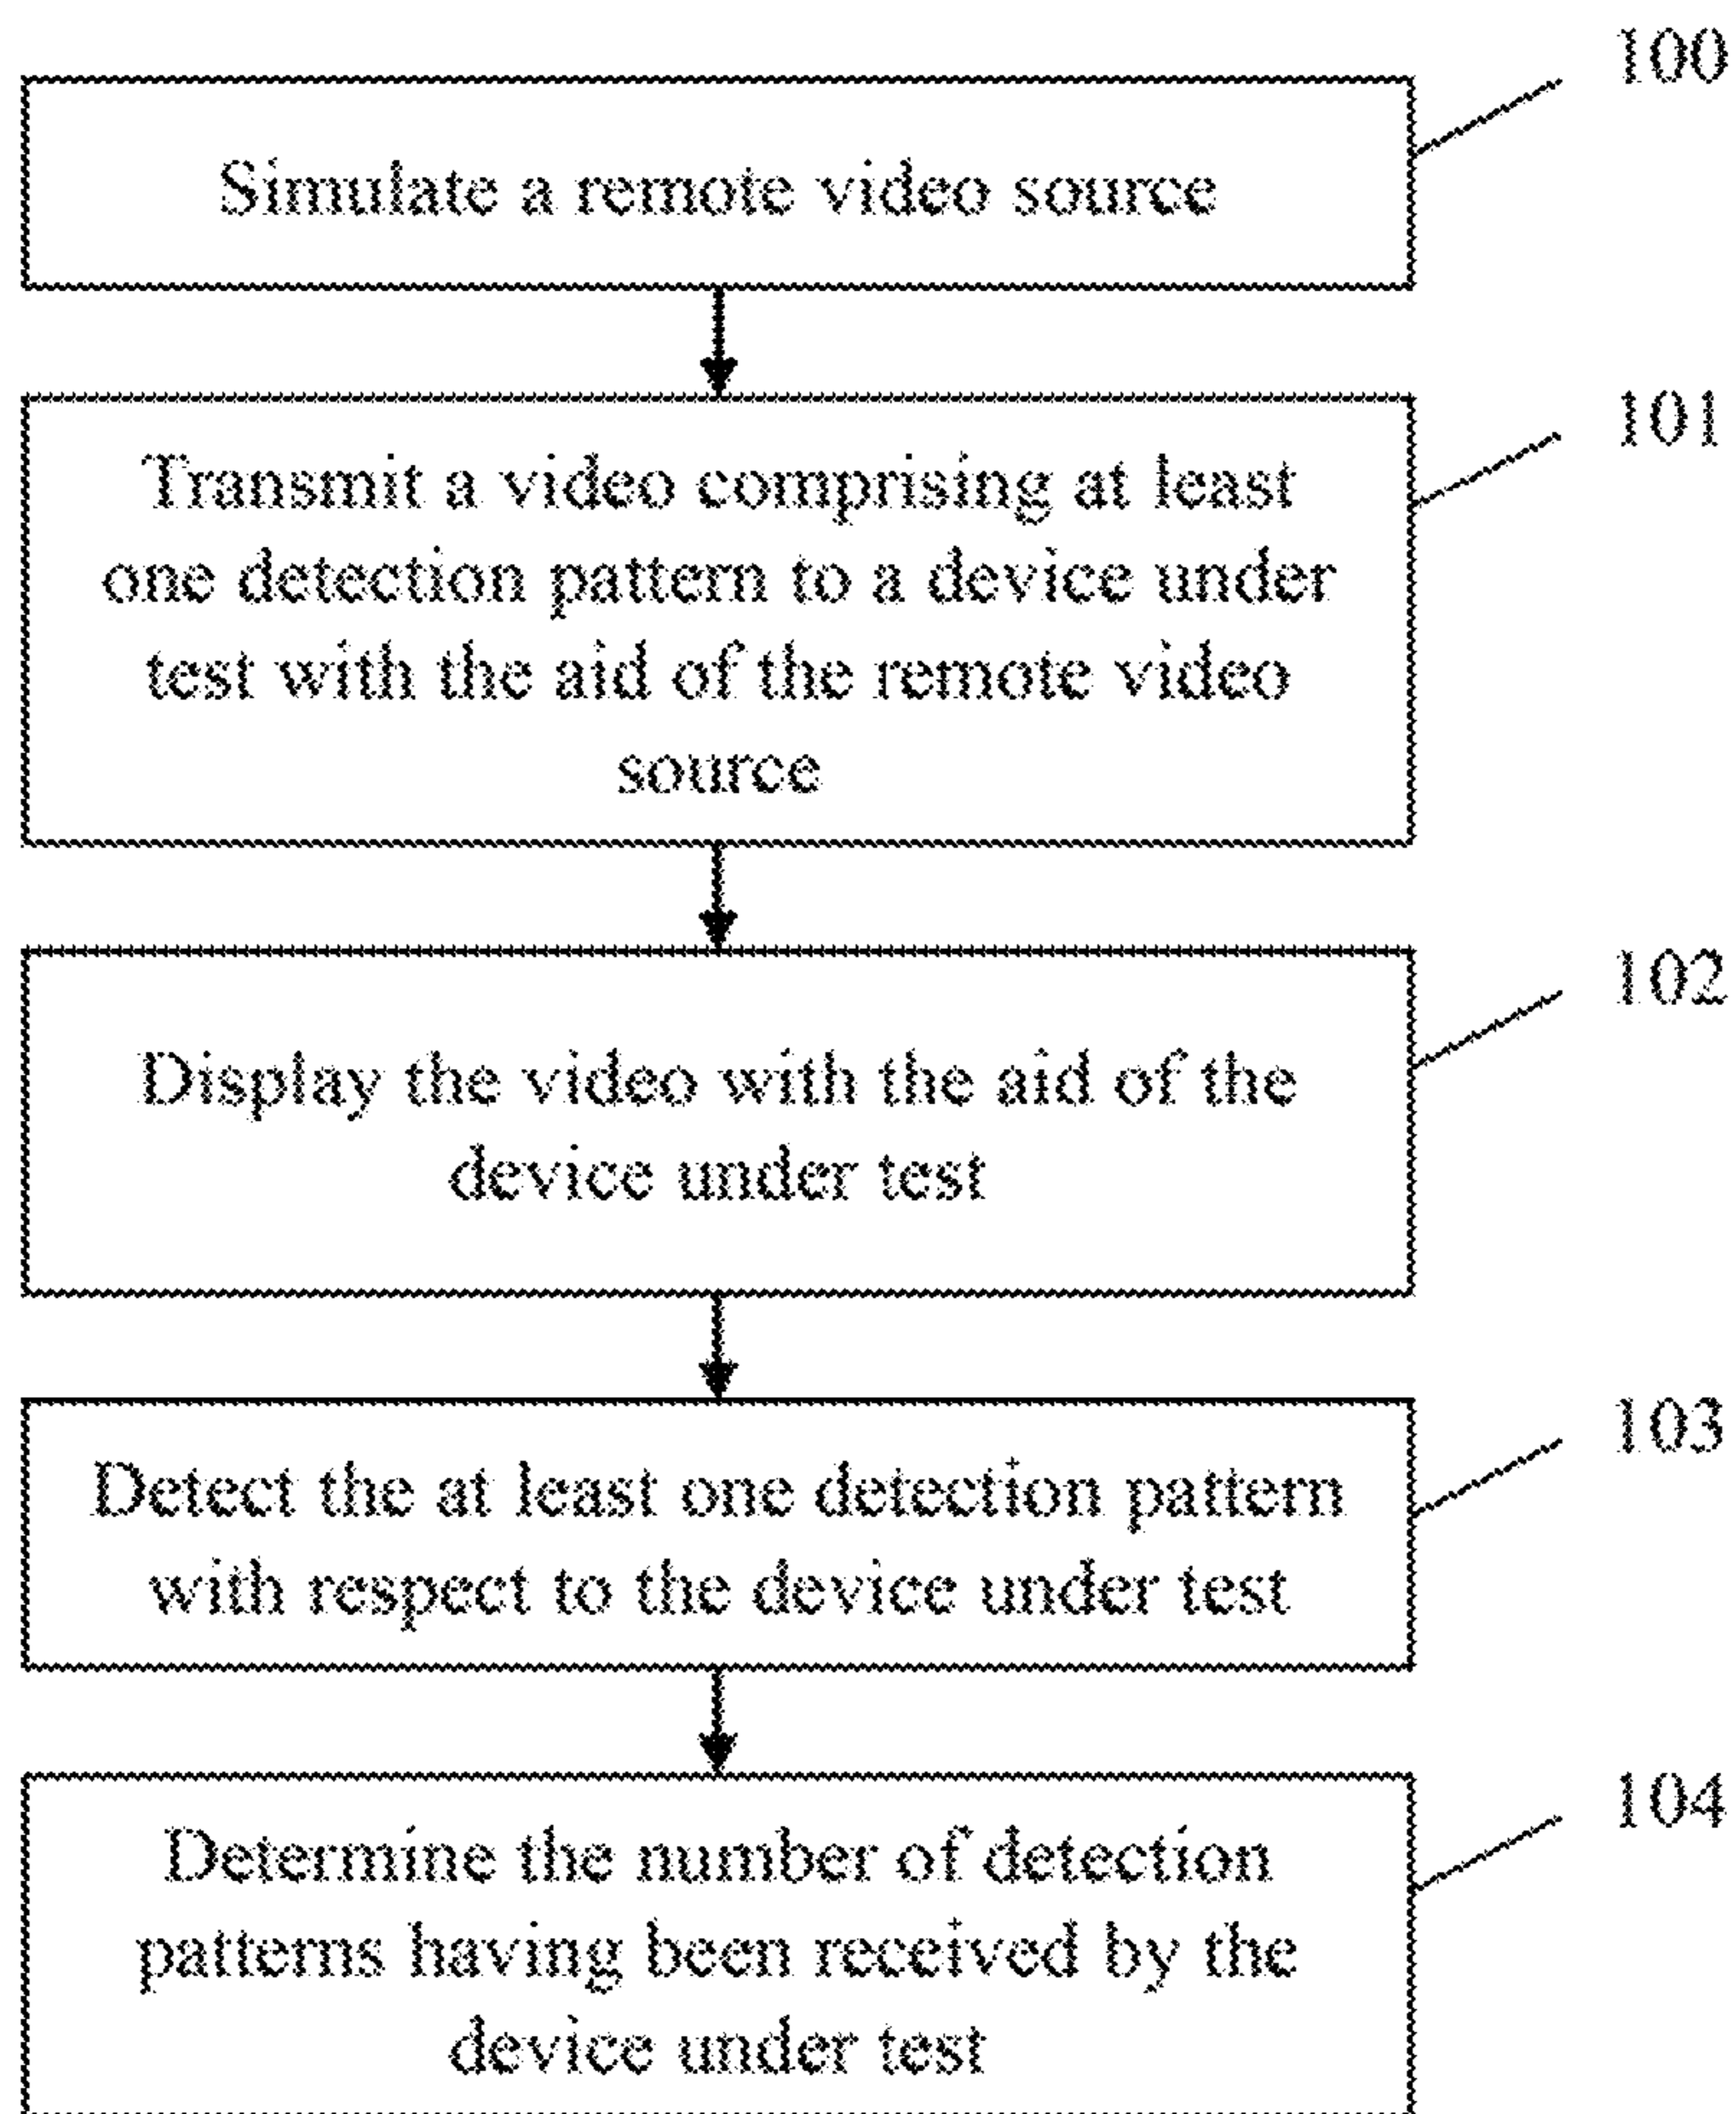 100
Simulate a remote video source
101
Transmit a video comprising at least
one detection pattern to a device under
test with the aid of the remote video
source
102
Display the video with the aid of the
device under test
103
Detect the at least one detection pattern
with respect to the device under test
104
Determine the number of detection
patterns having been received by the
device under test